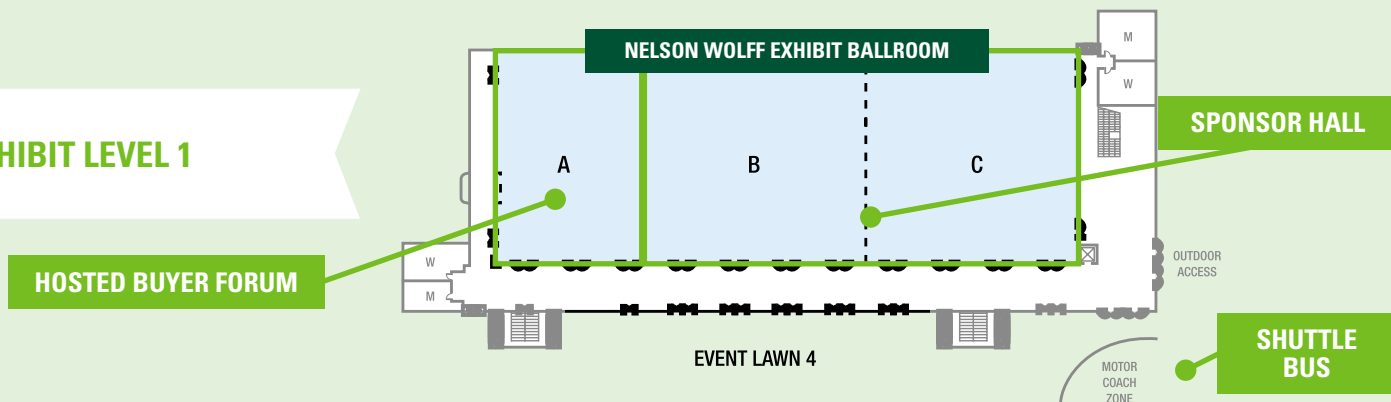 NELSON WOLFF EXHIBIT BALLROOM
M
W
SPONSOR HALL
HIBIT LEVEL 1
A
B
C
HOSTED BUYER FORUM
W
M
OUTDOOR
ACCESS
EVENT LAWN 4
MOTOR
COACH
ZONE
SHUTTLE
BUS